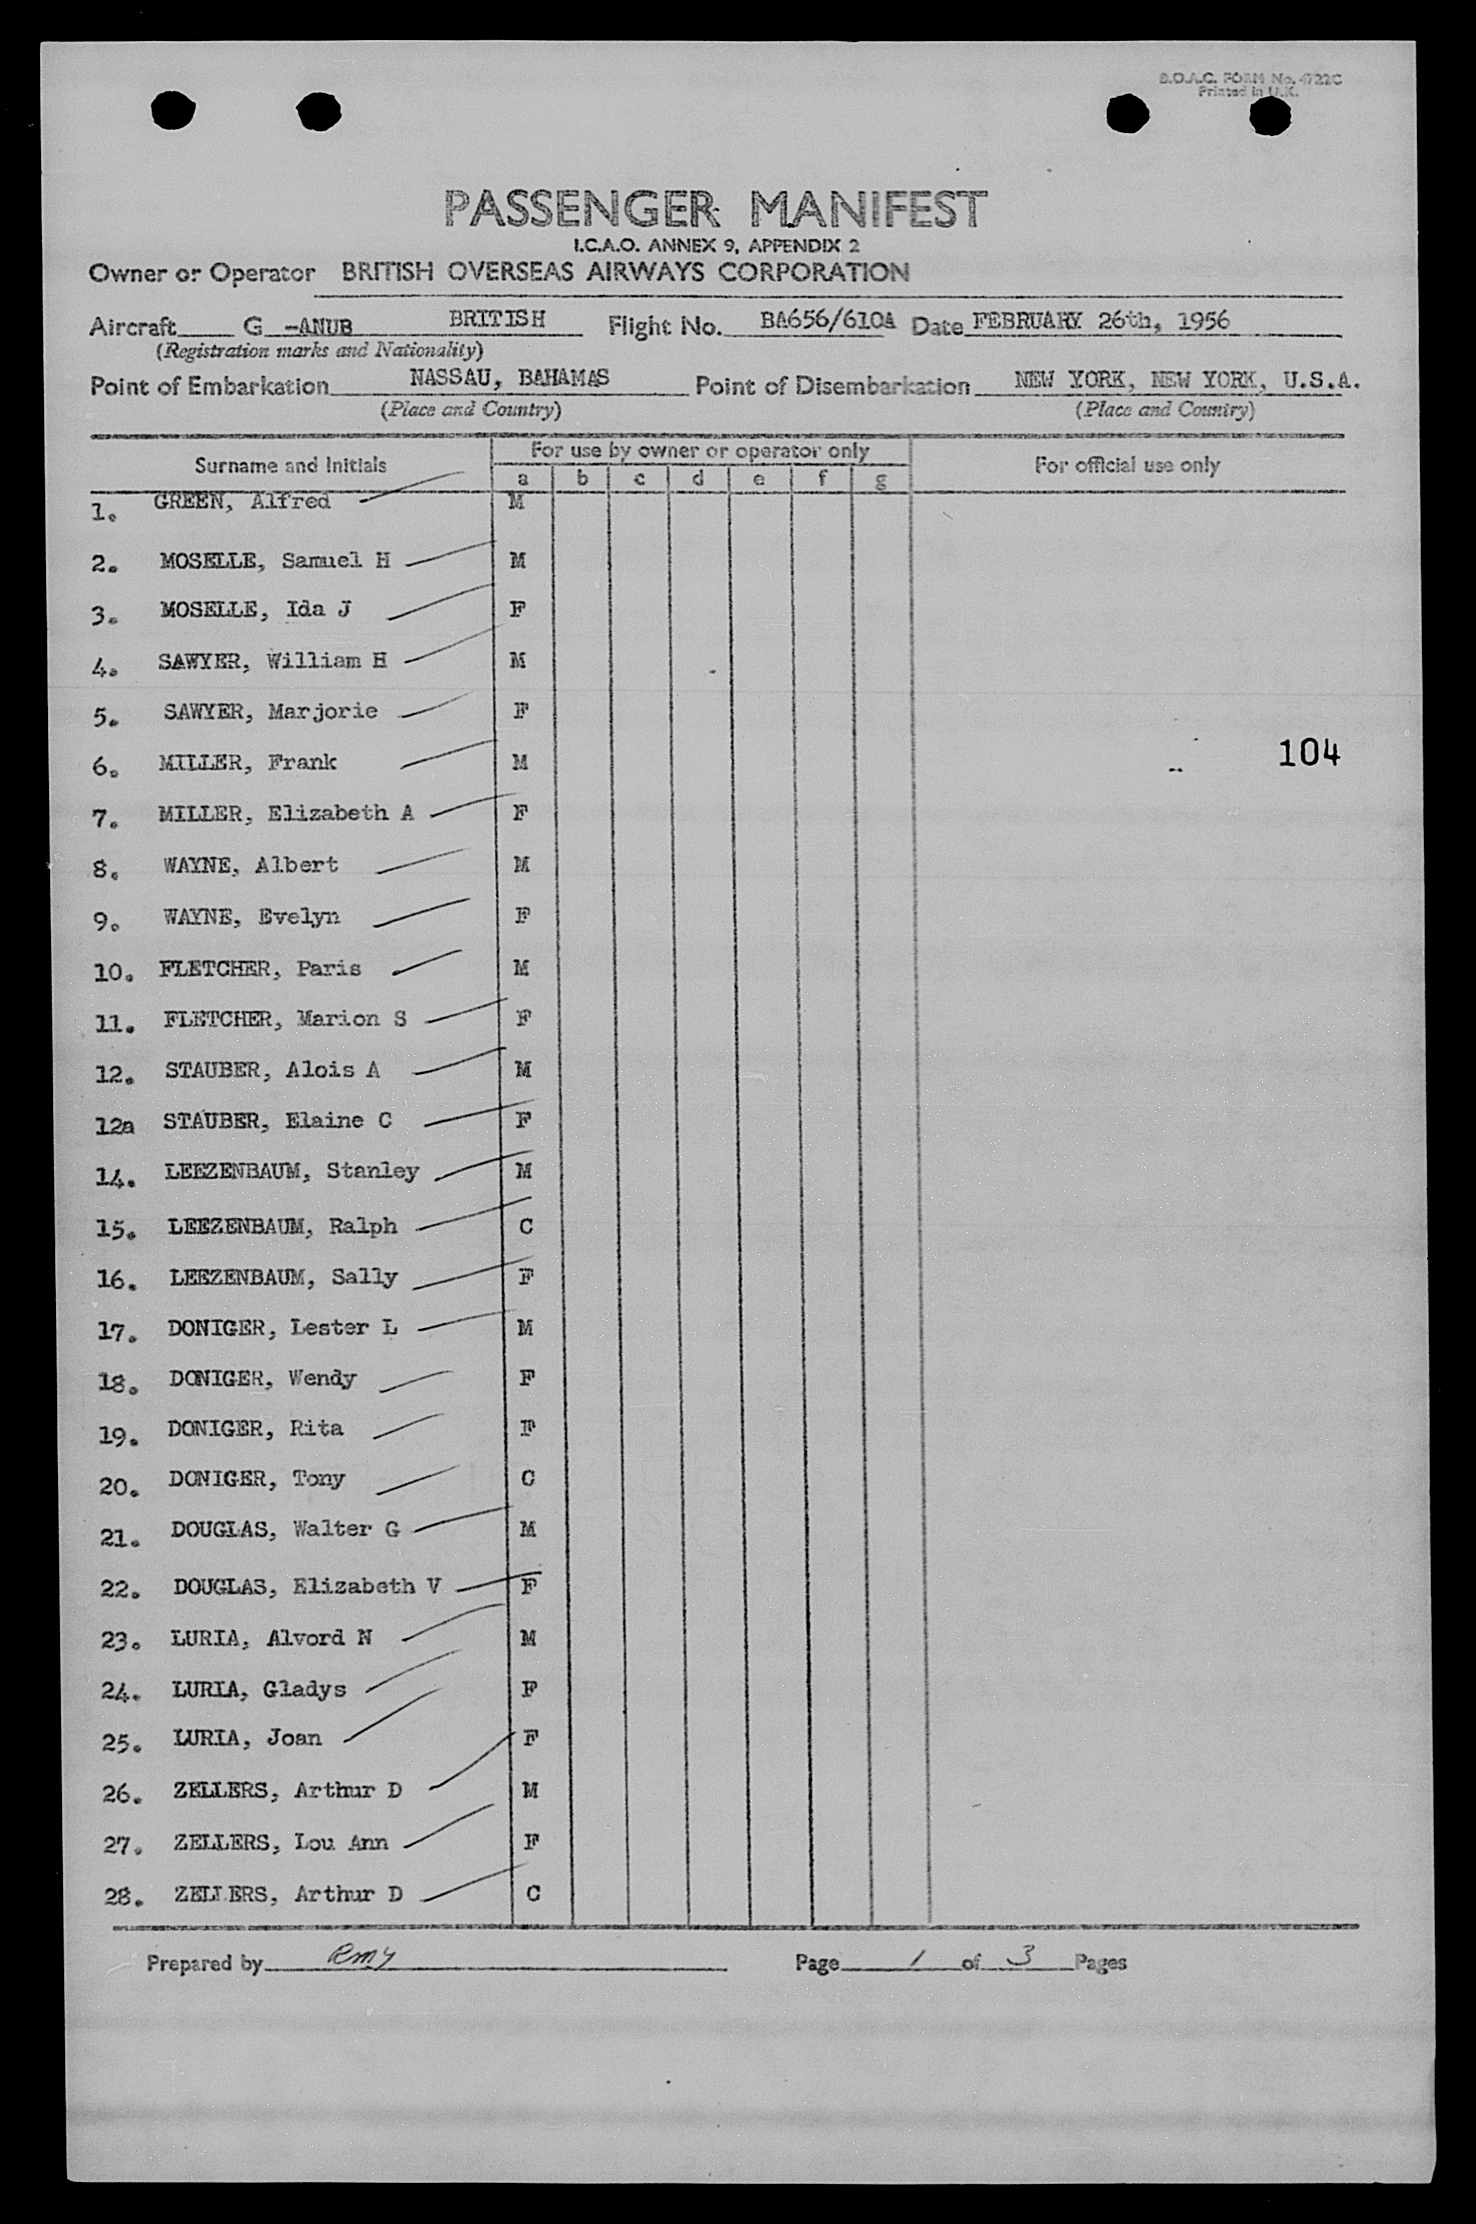 B.O.A.C. FORM No. 4722C
Printed in U.K.
PASSENGER MANIFEST
I.C.A.O. ANNEX 9, APPENDIX 2
Owner or Operator BRITISH OVERSEAS AIRWAYS CORPORATION
Aircraft G -ANUB BRITISH Flight No. BA656/610A Date FEBRUARY 26th, 1956
(Registration marks and Nationality)
Point of Embarkation NASSAU, BAHAMAS Point of Disembarkation NEW YORK, NEW YORK, U.S.A.
(Place and Country) (Place and Country)
Surname and Initials For use by owner or operator only For official use only
a b c d e f g
1. GREEN, Alfred M
2. MOSELLE, Samuel H M
3. MOSELLE, Ida J F
4. SAWYER, William H M
5. SAWYER, Marjorie F
104
6. MILLER, Frank M
7. MILLER, Elizabeth A F
8. WAYNE, Albert M
9. WAYNE, Evelyn F
10. FLETCHER, Paris M
11. FLETCHER, Marion S F
12. STAUBER, Alois A M
12a STAUBER, Elaine C F
14. LEEZENBAUM, Stanley M
15. LEEZENBAUM, Ralph C
16. LEEZENBAUM, Sally F
17. DONIGER, Lester L M
18. DONIGER, Wendy F
19. DONIGER, Rita F
20. DONIGER, Tony C
21. DOUGLAS, Walter G M
22. DOUGLAS, Elizabeth V F
23. LURIA, Alvord N M
24. LURIA, Gladys F
25. LURIA, Joan F
26. ZELLERS, Arthur D M
27. ZELLERS, Lou Ann F
28. ZELLERS, Arthur D C
Prepared by Page 1 of 3 Pages